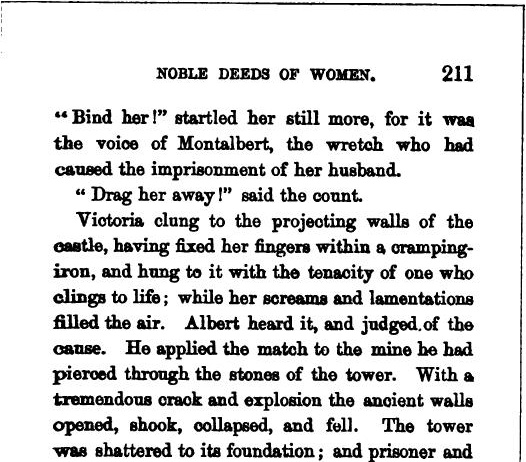 NOBLE DEEDS OF WOMEN. 211
“Bind her!” startled her still more, for it was
the voice of Montalbert, the wretch who had
caused the imprisonment of her husband.
“Drag her away!” said the count.
Victoria clung to the projecting walls of the
castle, having fixed her fingers within a cramping-
iron, and hung to it with the tenacity of one who
clings to life; while her screams and lamentations
filled the air. Albert heard it, and judged.of the
cause. He applied the match to the mine he had
pierced through the stones of the tower. With a
tremendous crack and explosion the ancient walls
opened, shook, collapsed, and fell. The tower
was shattered to its foundation; and prisoner and